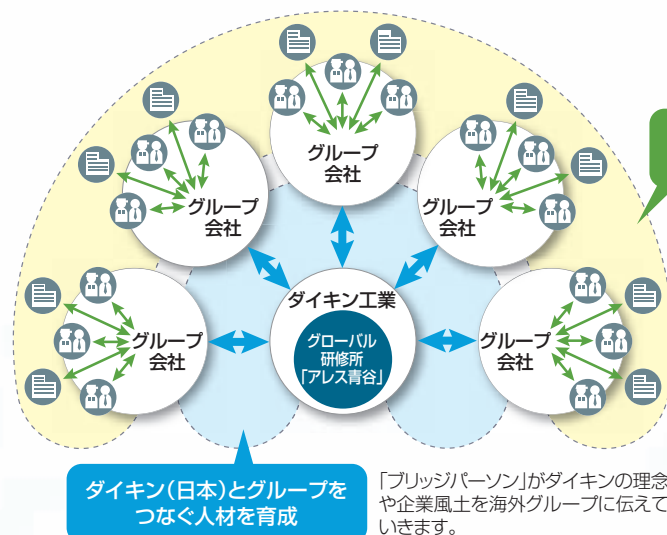 グループ
会社
グループ
会社
グループ
会社
グループ
会社
グループ
会社
ダイキン工業
グローバル
研修所
「アレス青谷」
ダイキン(日本)とグループを
つなぐ人材を育成
「ブリッジパーソン」がダイキンの理念
や企業風土を海外グループに伝えて
いきます。